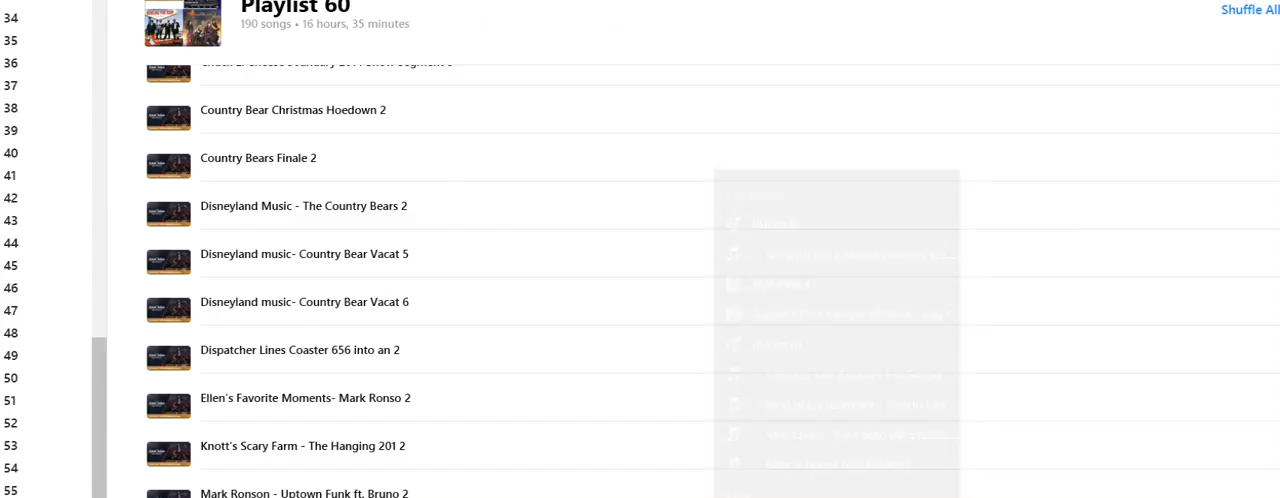 34
35
36
37
38
39
40
41
42
43
44
45
46
47
48
49
50
51
52
53
54
55
Playlist 60
190 songs • 16 hours, 35 minutes
Shuffle All
Country Bear Christmas Hoedown 2
Country Bears Finale 2
Disneyland Music - The Country Bears 2
Disneyland music- Country Bear Vacat 5
Disneyland music- Country Bear Vacat 6
Dispatcher Lines Coaster 656 into an 2
Ellen's Favorite Moments- Mark Ronso 2
Knott's Scary Farm - The Hanging 201 2
Mark Ronson - Uptown Funk ft. Bruno 2